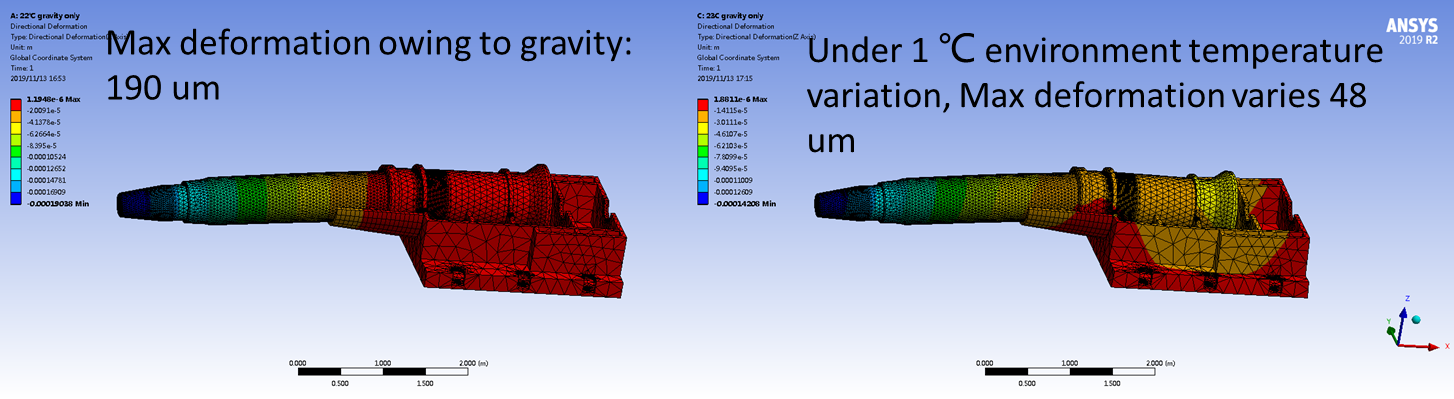 A: 22℃ gravity only
Directional Deformation
Unit: m
Global Coordinate System
Time: 1
2019/11/13 16:53
Max deformation owing to gravity:
190 um
1.1948e-6 Max
-2.0091e-5
-4.1378e-5
-6.2664e-5
-8.395e-5
-0.00010524
-0.00012652
-0.00014781
-0.00016909
-0.00019038 Min
0.000
1.000
2.000 (m)
0.500
1.500
C: 23C gravity only
Directional Deformation
Type: Directional Deformation(Z Axis)
Unit: m
Global Coordinate System
Time: 1
2019/11/13 17:15
Under 1 ℃ environment temperature
variation, Max deformation varies 48
um
ANSYS
2019 R2
1.8811e-6 Max
-1.4115e-5
-3.0111e-5
-4.6107e-5
-6.2103e-5
-7.8099e-5
-9.4095e-5
-0.00011009
-0.00012609
-0.00014208 Min
0.000
1.000
2.000 (m)
0.500
1.500
Z
Y
X